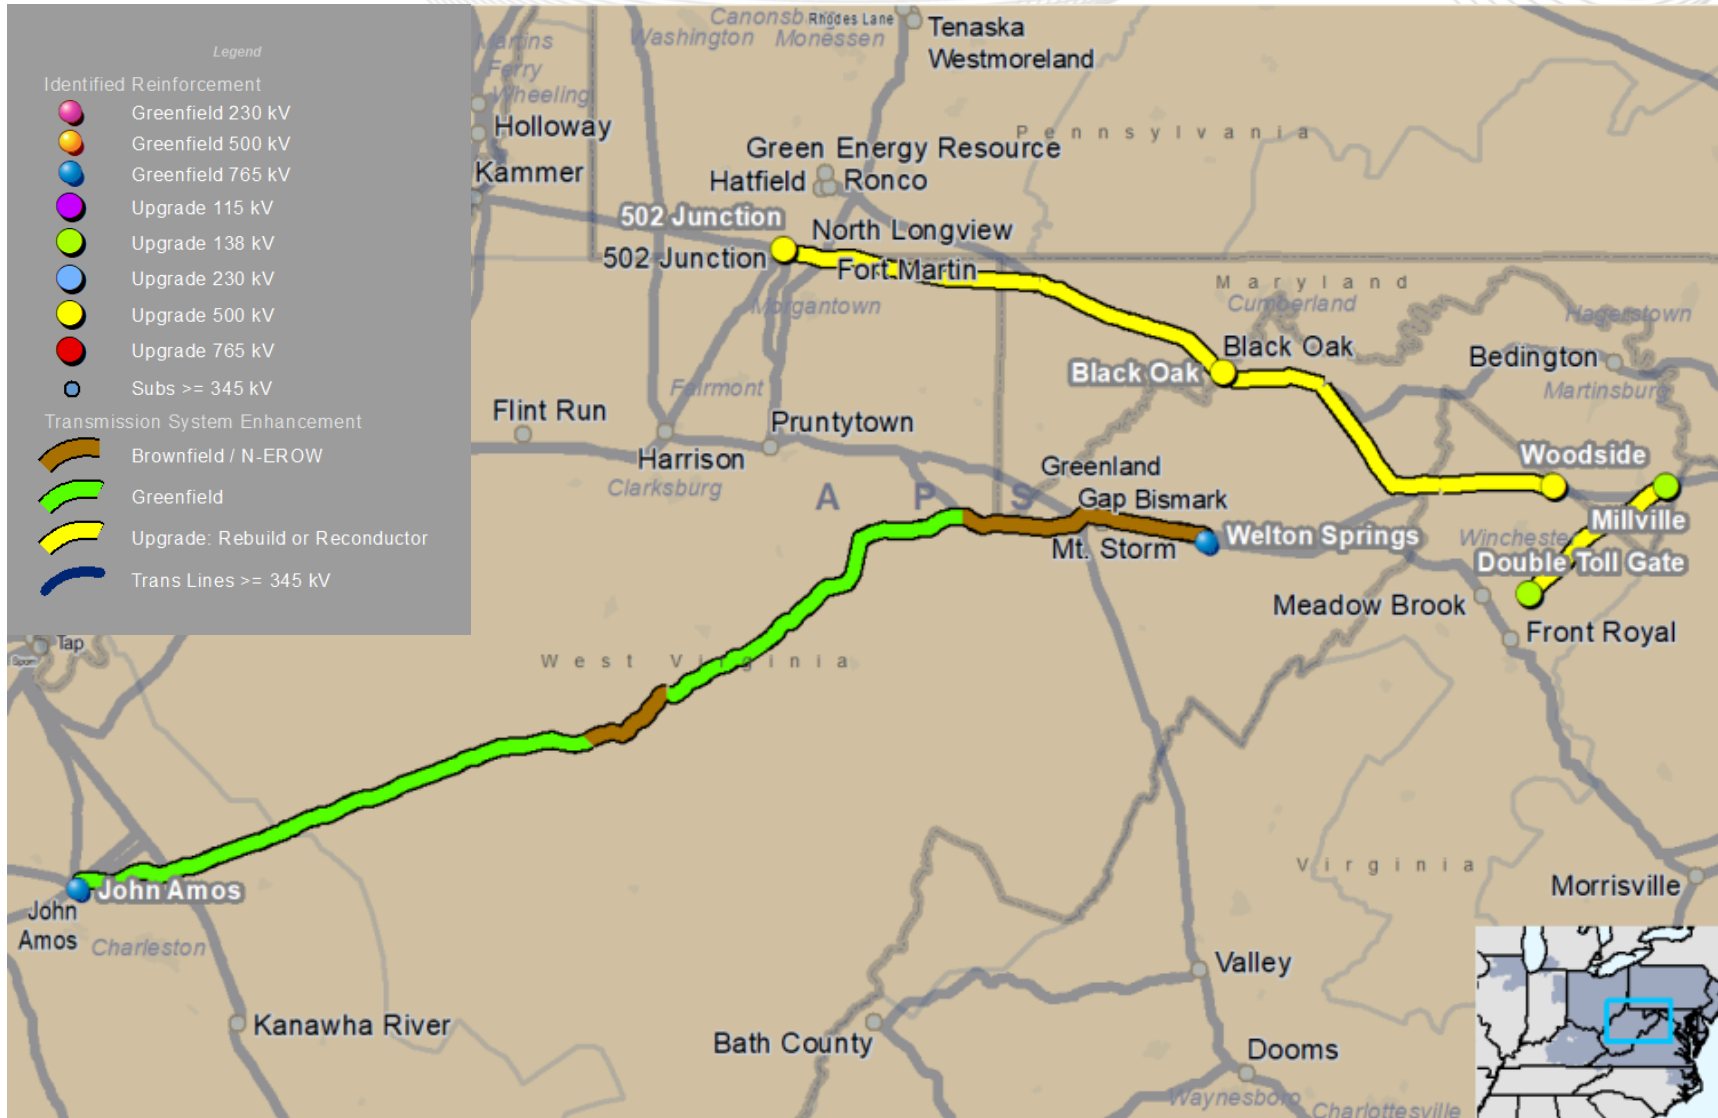 Legend
Identified Reinforcement
Greenfield 230 kV
Greenfield 500 kV
Greenfield 765 kV
Upgrade 115 kV
Upgrade 138 kV
Upgrade 230 kV
Upgrade 500 kV
Upgrade 765 kV
Subs >= 345 kV
Transmission System Enhancement
Brownfield / N-EROW
Greenfield
Upgrade: Rebuild or Reconductor
Trans Lines >= 345 kV
Rhodes Lane
Tenaska
Westmoreland
Washington
Monessen
Martins
Ferry
Wheeling
Holloway
Kammer
Pennsylvania
Green Energy Resource
Hatfield
Ronco
502 Junction
North Longview
502 Junction
Fort Martin
Morgantown
Maryland
Cumberland
Hagerstown
Black Oak
Black Oak
Bedington
Martinsburg
Fairmont
Flint Run
Pruntytown
Harrison
Clarksburg
Woodside
Greenland
Gap Bismark
A P S
Mt. Storm
Welton Springs
Millville
Winchester
Double Toll Gate
Meadow Brook
Front Royal
Tap
West Virginia
Virginia
John Amos
John
Amos
Charleston
Morrisville
Kanawha River
Valley
Bath County
Dooms
Waynesboro
Charlottesville